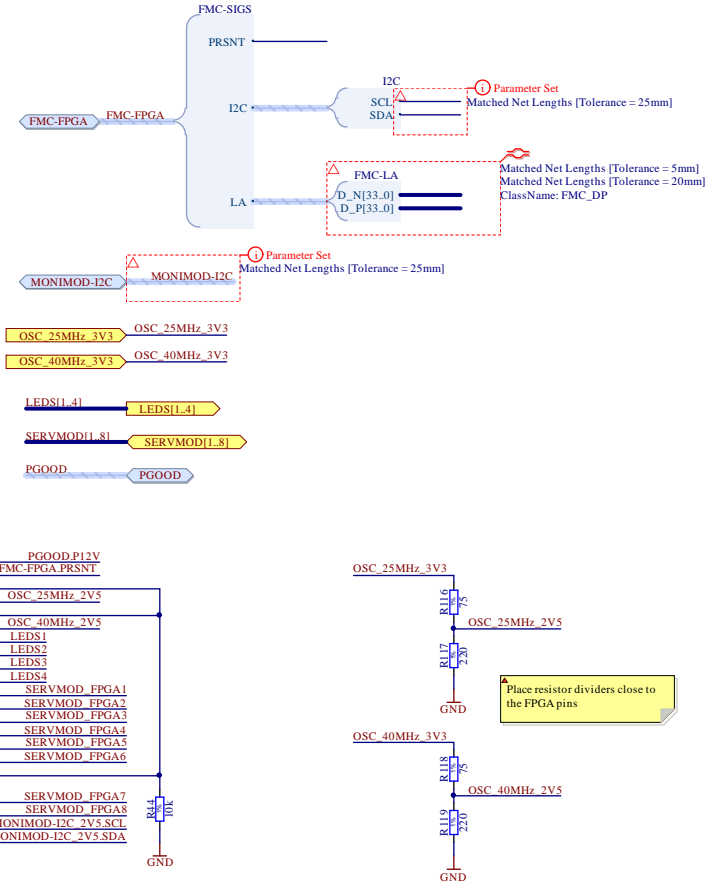 FMC-SIGS
PRSNT
I2C
I2C
SCL
SDA
Parameter Set
Matched Net Lengths [Tolerance = 25mm]
FMC-FPGA
FMC-FPGA
LA
FMC-LA
D_N[33..0]
D_P[33..0]
Matched Net Lengths [Tolerance = 5mm]
Matched Net Lengths [Tolerance = 20mm]
ClassName: FMC_DP
MONIMOD-I2C
MONIMOD-I2C
Parameter Set
Matched Net Lengths [Tolerance = 25mm]
OSC_25MHz_3V3
OSC_25MHz_3V3
OSC_40MHz_3V3
OSC_40MHz_3V3
LEDS[1..4]
LEDS[1..4]
SERVMOD[1..8]
SERVMOD[1..8]
PGOOD
PGOOD
PGOOD.P12V
FMC-FPGA.PRSNT
OSC_25MHz_2V5
OSC_40MHz_2V5
LEDS1
LEDS2
LEDS3
LEDS4
SERVMOD_FPGA1
SERVMOD_FPGA2
SERVMOD_FPGA3
SERVMOD_FPGA4
SERVMOD_FPGA5
SERVMOD_FPGA6
SERVMOD_FPGA7
SERVMOD_FPGA8
MONIMOD-I2C_2V5.SCL
MONIMOD-I2C_2V5.SDA
R44
10k
GND
OSC_25MHz_3V3
R116
75
OSC_25MHz_2V5
R117
220
GND
Place resistor dividers close to
the FPGA pins
OSC_40MHz_3V3
R118
75
OSC_40MHz_2V5
R119
220
GND